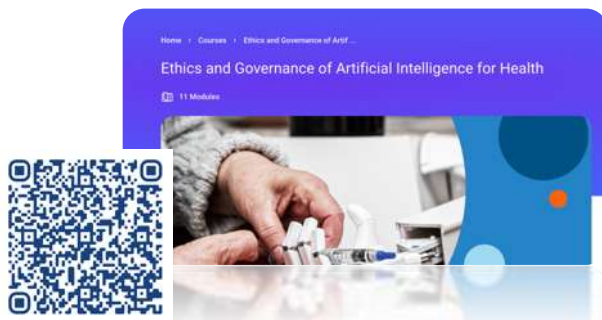 Home › Courses › Ethics and Governance of Artif ...
Ethics and Governance of Artificial Intelligence for Health
11 Modules